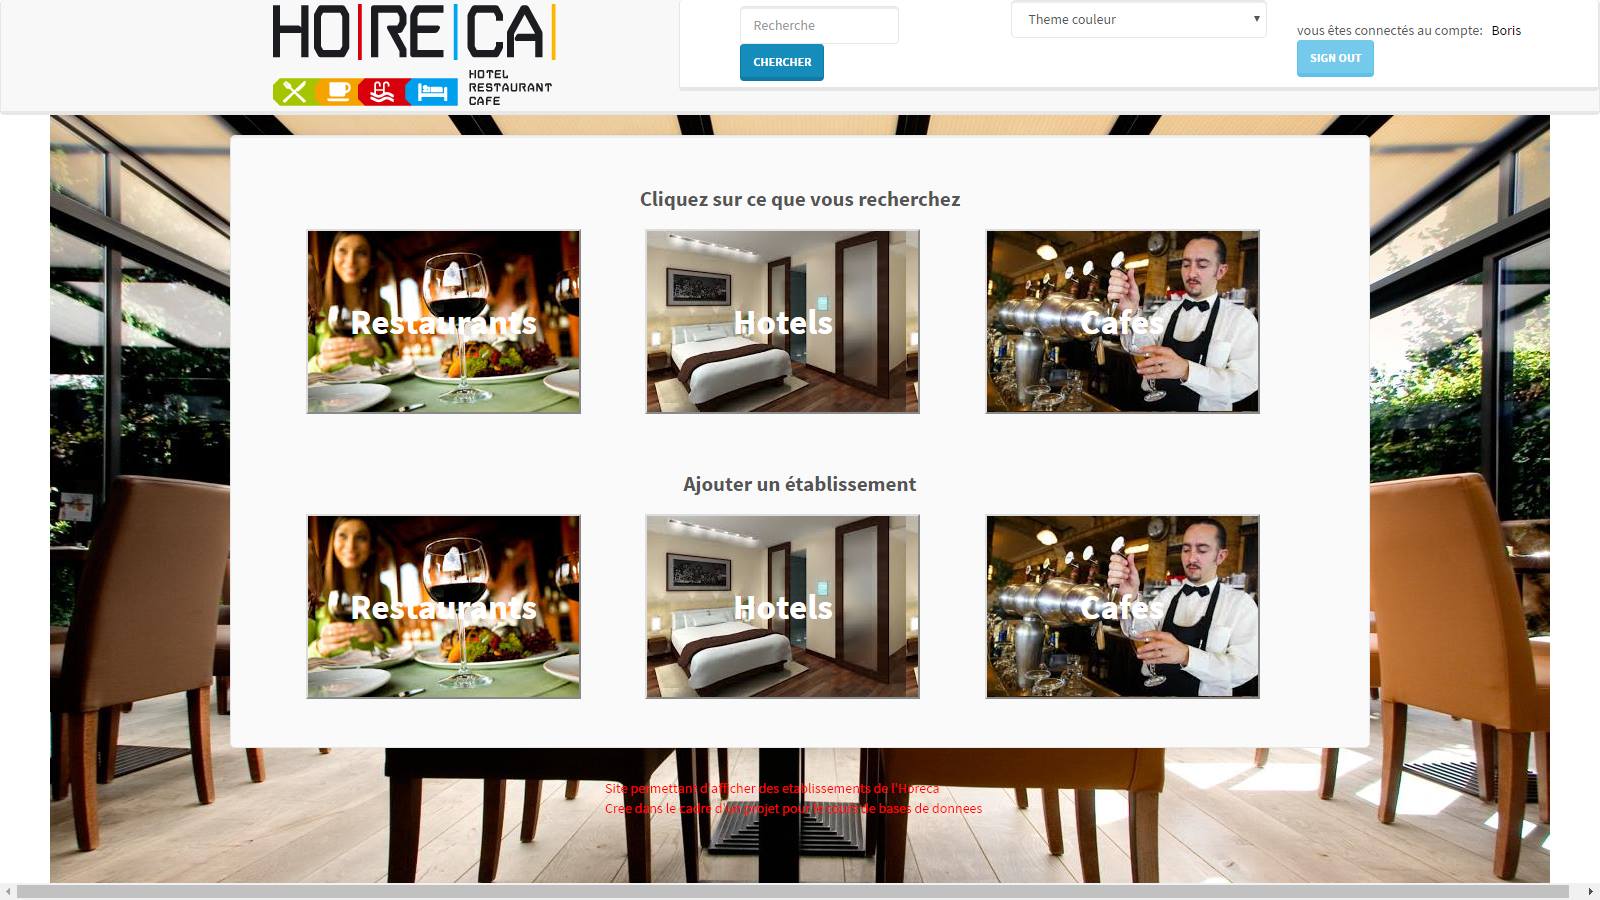 HO|RE|CA|
HOTEL
RESTAURANT
CAFE
Recherche
CHERCHER
Theme couleur
vous êtes connectés au compte: Boris
SIGN OUT
Cliquez sur ce que vous recherchez
Restaurants
Hotels
Cafes
Ajouter un établissement
Restaurants
Hotels
Cafes
Site permettant d'afficher des etablissements de l'Horeca
Cree dans le cadre d'un projet pour le cours de bases de donnees